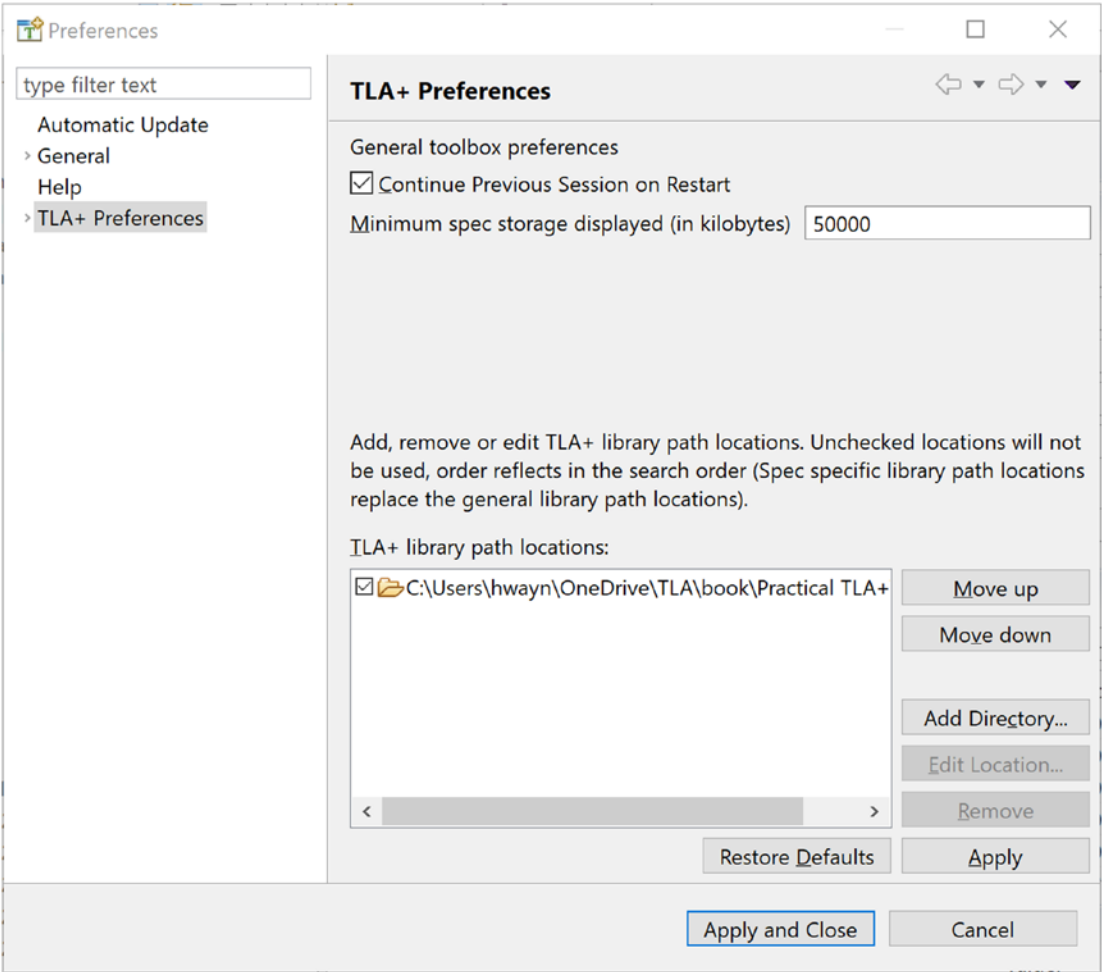 Preferences
type filter text
Automatic Update
General
Help
TLA+ Preferences
TLA+ Preferences
General toolbox preferences
Continue Previous Session on Restart
Minimum spec storage displayed (in kilobytes) 50000
Add, remove or edit TLA+ library path locations. Unchecked locations will not
be used, order reflects in the search order (Spec specific library path locations
replace the general library path locations).
TLA+ library path locations:
C:\Users\hwayn\OneDrive\TLA\book\Practical TLA+
Move up
Move down
Add Directory...
Edit Location...
Remove
Restore Defaults
Apply
Apply and Close
Cancel